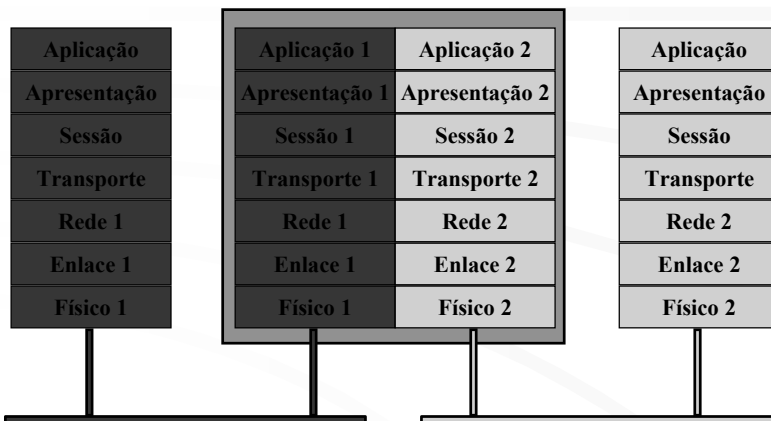 Aplicação
Apresentação
Sessão
Transporte
Rede 1
Enlace 1
Físico 1
Aplicação 1
Apresentação 1
Sessão 1
Transporte 1
Rede 1
Enlace 1
Físico 1
Aplicação 2
Apresentação 2
Sessão 2
Transporte 2
Rede 2
Enlace 2
Físico 2
Aplicação
Apresentação
Sessão
Transporte
Rede 2
Enlace 2
Físico 2